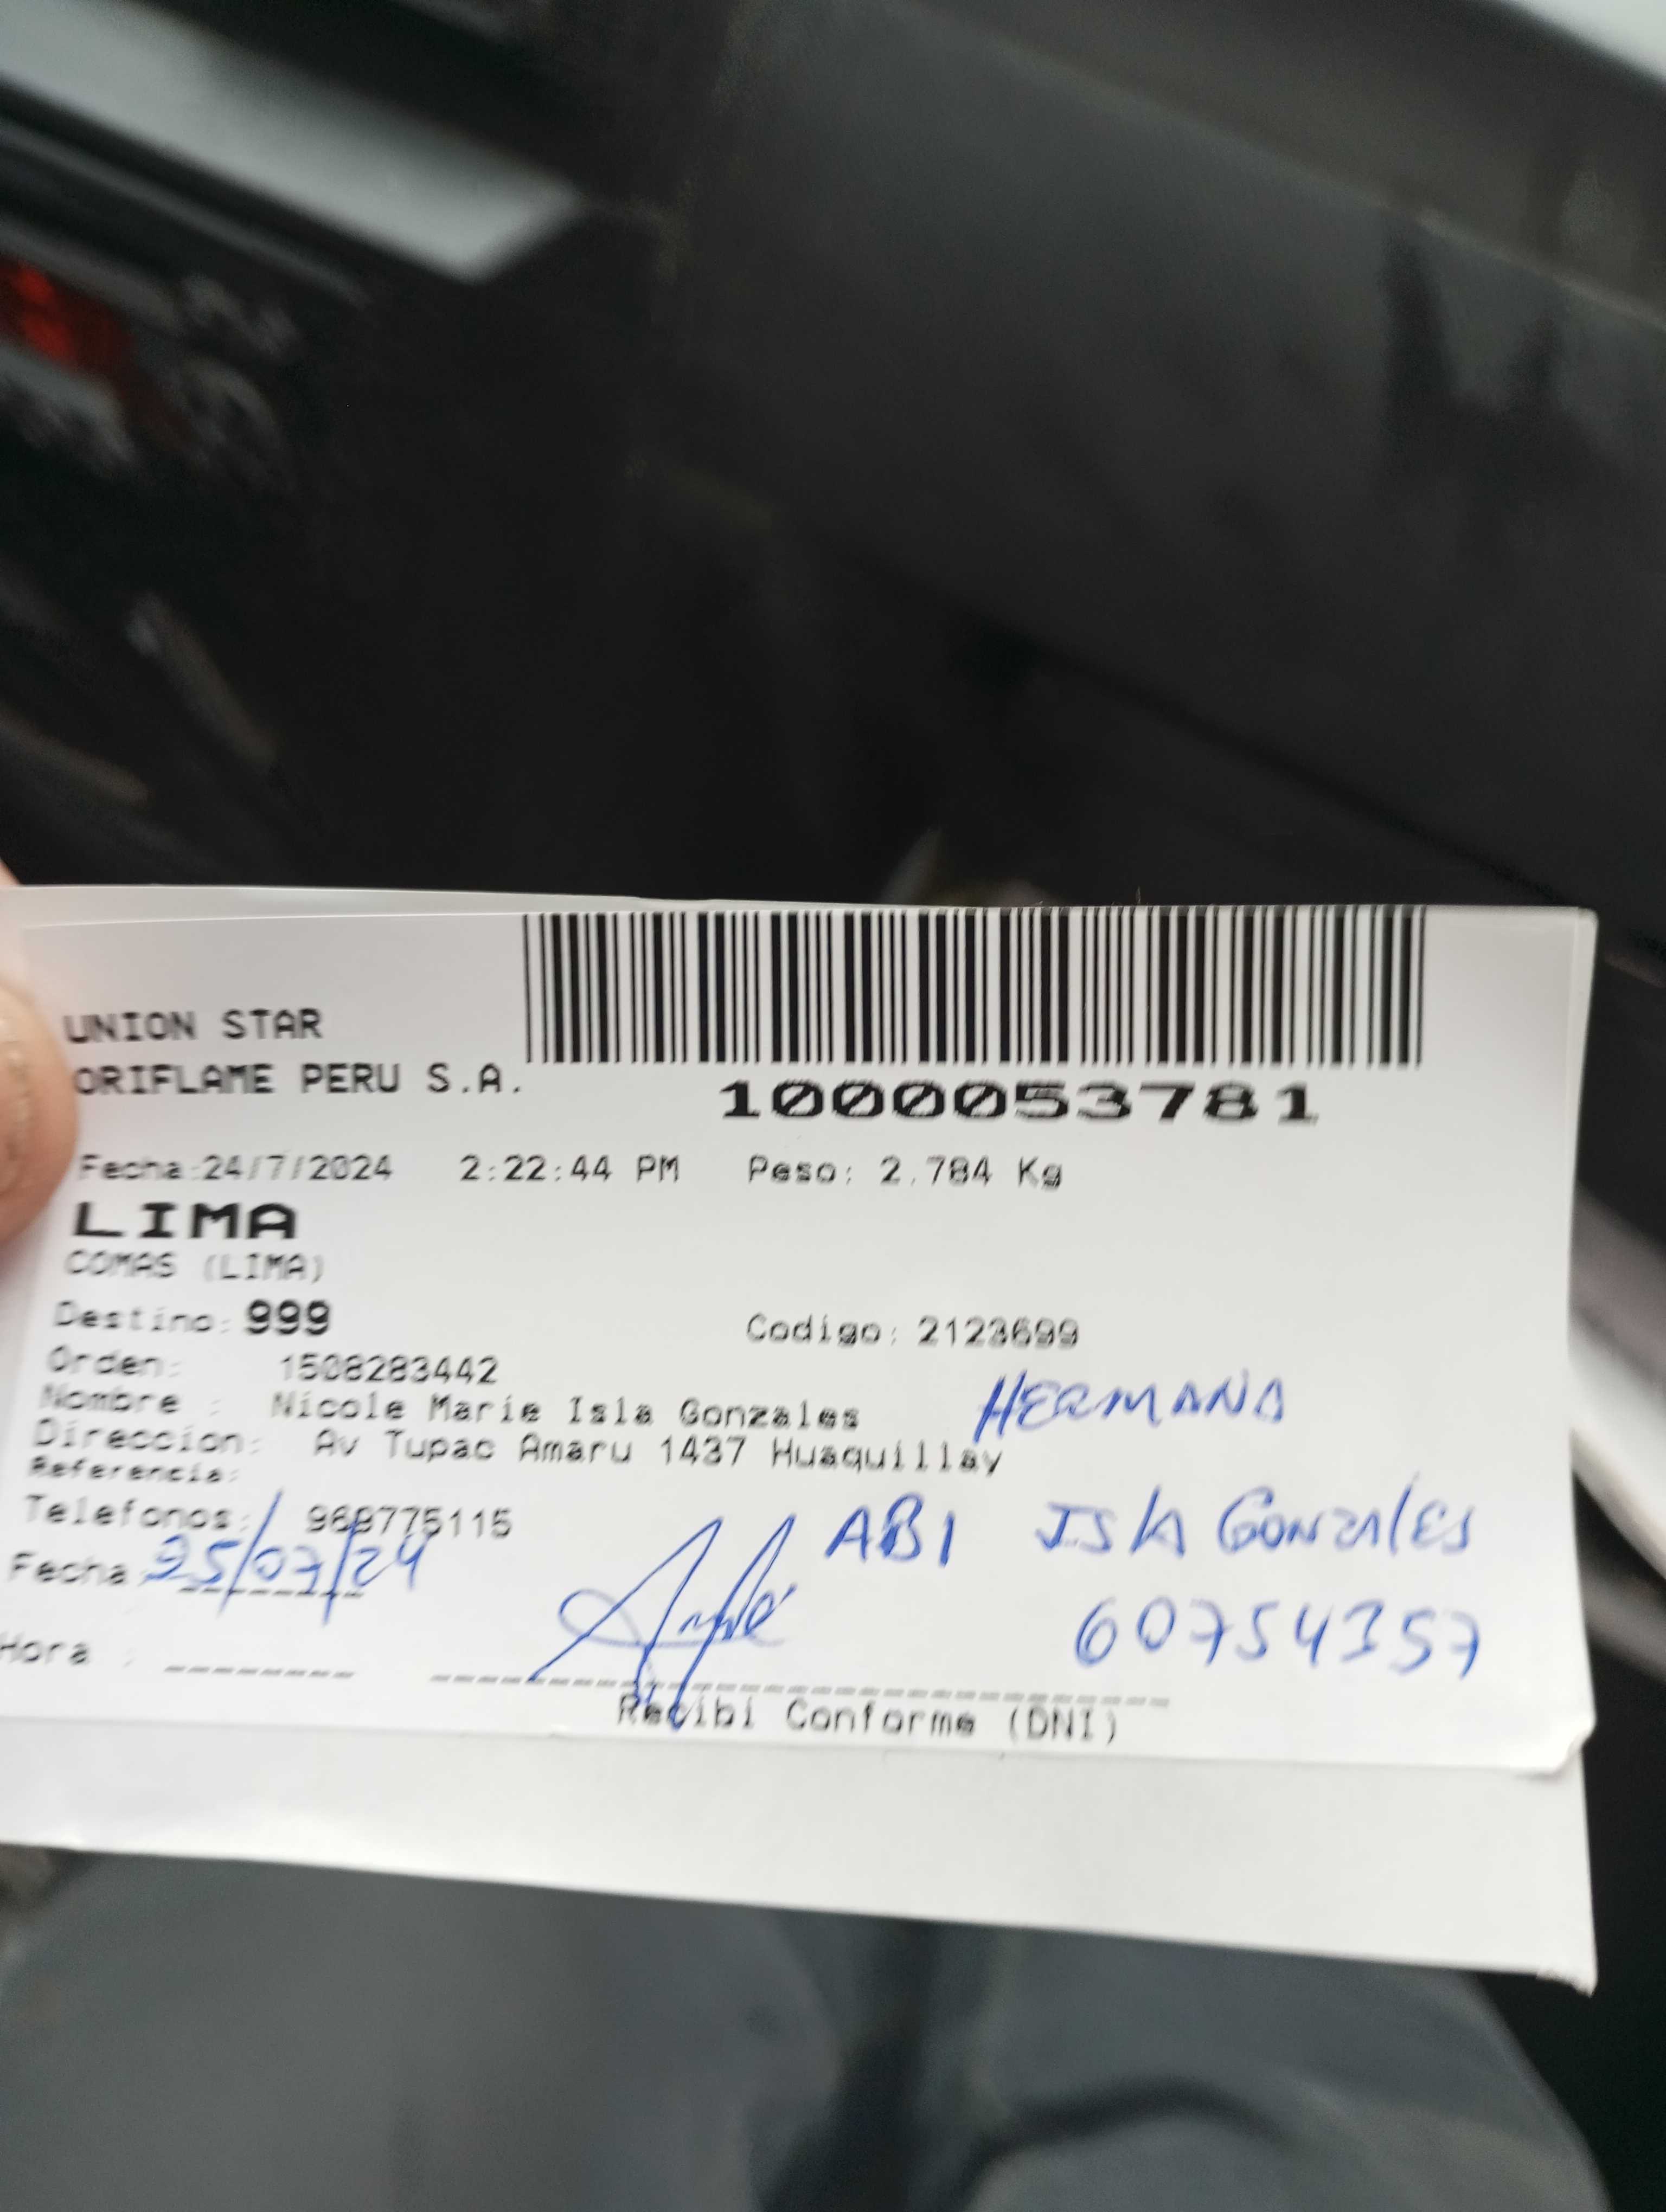 UNION STAR
ORIFLAME PERU S.A.
1000053781
Fecha:24/7/2024 2:22:44 PM Peso: 2.784 Kg
LIMA
COMAS (LIMA)
Destino: 999 Codigo: 2123699
Orden: 1508283442
Nombre : Nicole Marie Isla Gonzales HERMANA
Direccion: Av Tupac Amaru 1437 Huaquillay
Referencia:
Telefonos: 969775115 ABI ISlA GONZAlES
Fecha: 25/07/24 60754357
Hora :
Recibi Conforme (DNI)